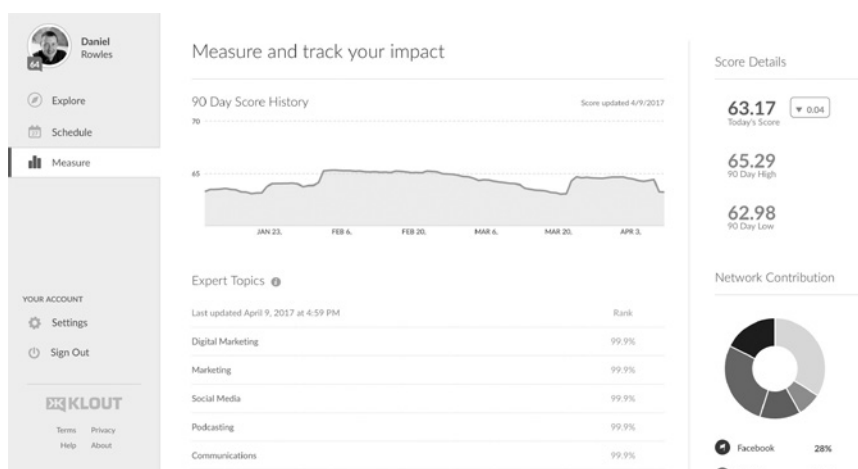 Daniel
Rowles
64
Explore
Schedule
Measure
YOUR ACCOUNT
Settings
Sign Out
KLOUT
Terms Privacy
Help About
Measure and track your impact
90 Day Score History
Score updated 4/9/2017
70
65
JAN 23, FEB 6, FEB 20, MAR 6, MAR 20, APR 3,
Expert Topics
Last updated April 9, 2017 at 4:59 PM Rank
Digital Marketing 99.9%
Marketing 99.9%
Social Media 99.9%
Podcasting 99.9%
Communications 99.9%
Score Details
63.17 ▼ 0.04
Today's Score
65.29
90 Day High
62.98
90 Day Low
Network Contribution
Facebook 28%